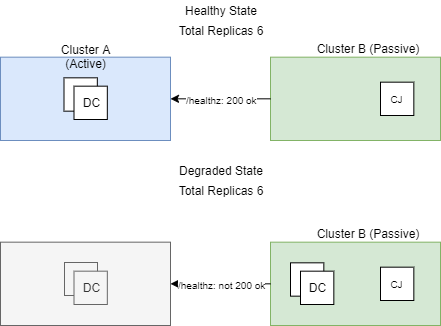 Healthy State
Total Replicas 6
Cluster A
(Active)
Cluster B (Passive)
DC
/healthz: 200 ok
CJ
Degraded State
Total Replicas 6
Cluster B (Passive)
DC
/healthz: not 200 ok
DC
CJ